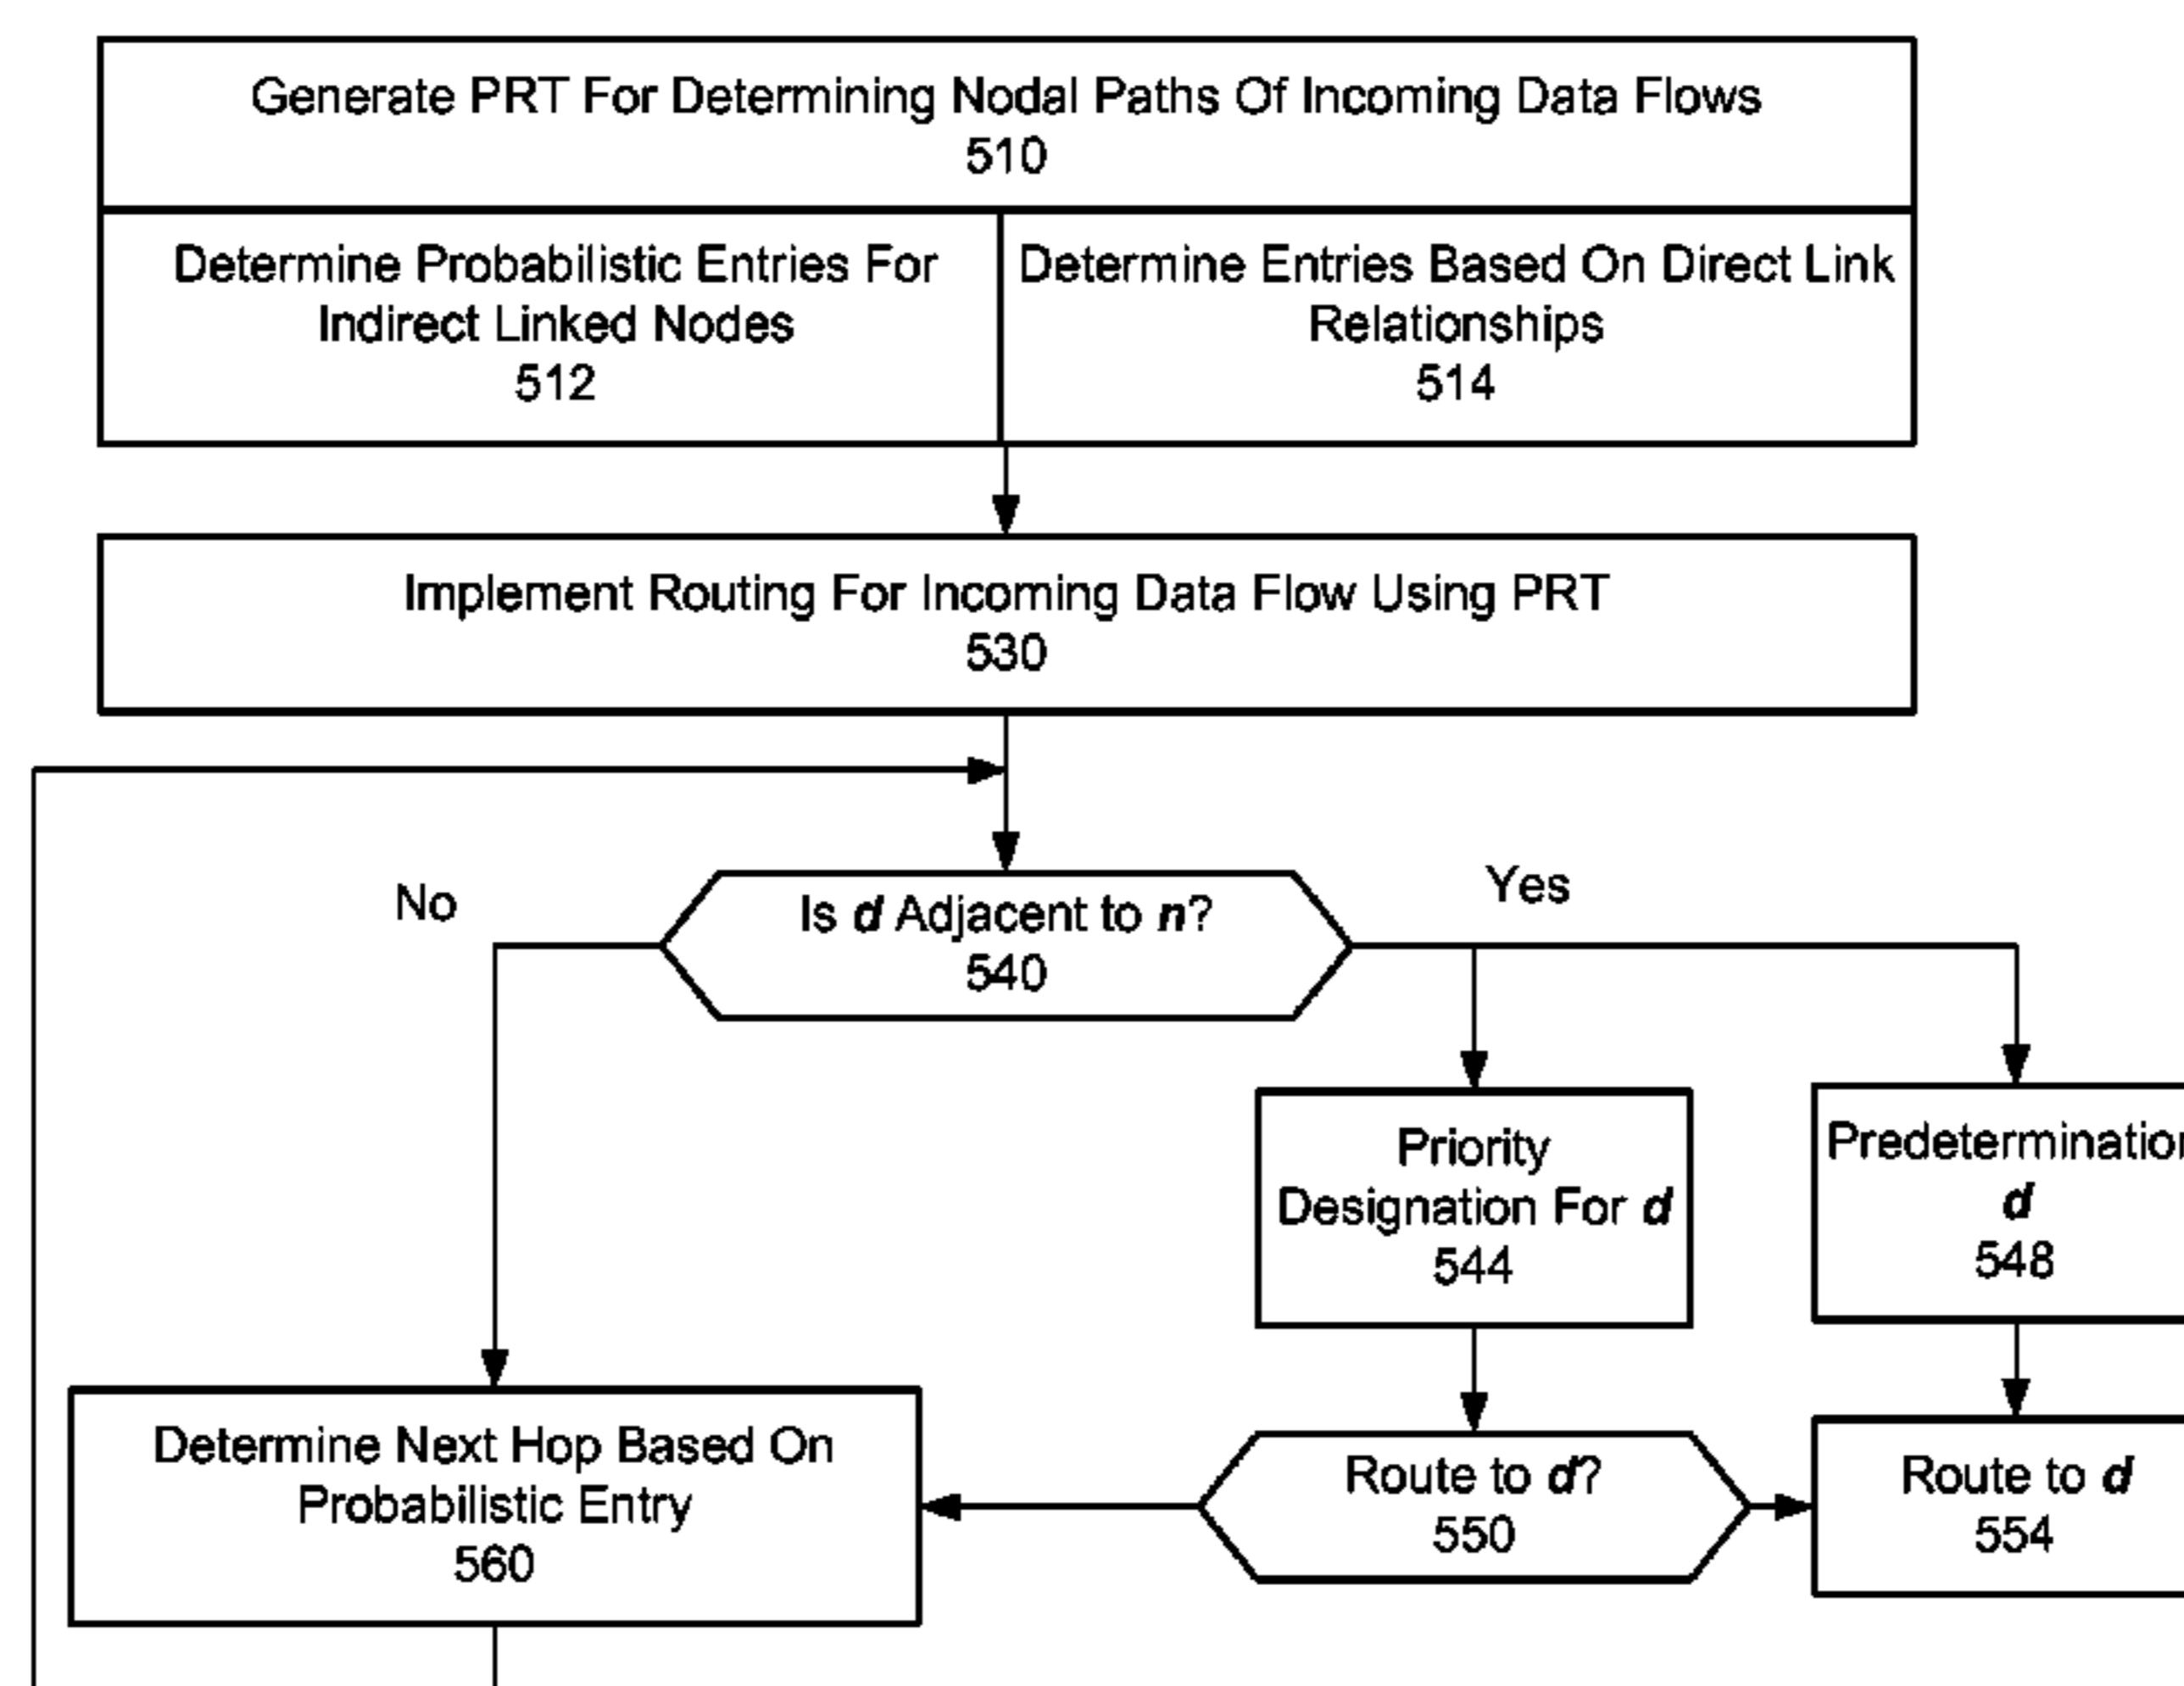 Generate PRT For Determining Nodal Paths Of Incoming Data Flows
510
Determine Probabilistic Entries For
Indirect Linked Nodes
512
Determine Entries Based On Direct Link
Relationships
514
Implement Routing For Incoming Data Flow Using PRT
530
No
Is d Adjacent to n?
540
Yes
Priority
Designation For d
544
d
548
Determine Next Hop Based On
Probabilistic Entry
560
Route to d?
550
Route to d
554